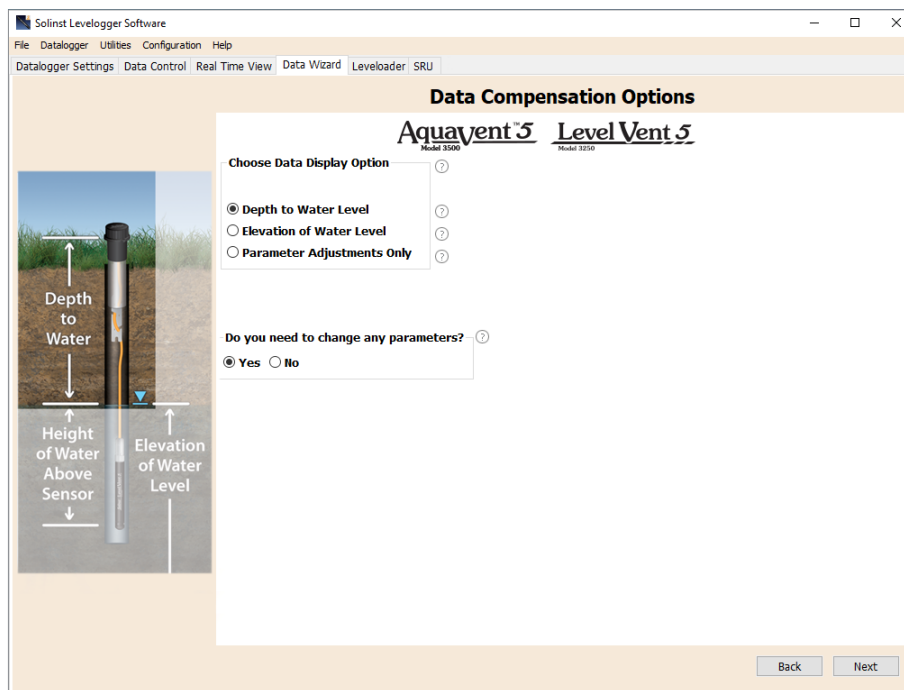 Solinst Levelogger Software
File Datalogger Utilities Configuration Help
Datalogger Settings Data Control Real Time View Data Wizard Leveloader SRU
Data Compensation Options
Aquavent™5 LevelVent 5
Model 3500 Model 3250
Choose Data Display Option ?
Depth to Water Level ?
Elevation of Water Level ?
Parameter Adjustments Only ?
Do you need to change any parameters? ?
Yes No
Depth
to
Water
Height
of Water
Above
Sensor
Elevation
of Water
Level
Back Next